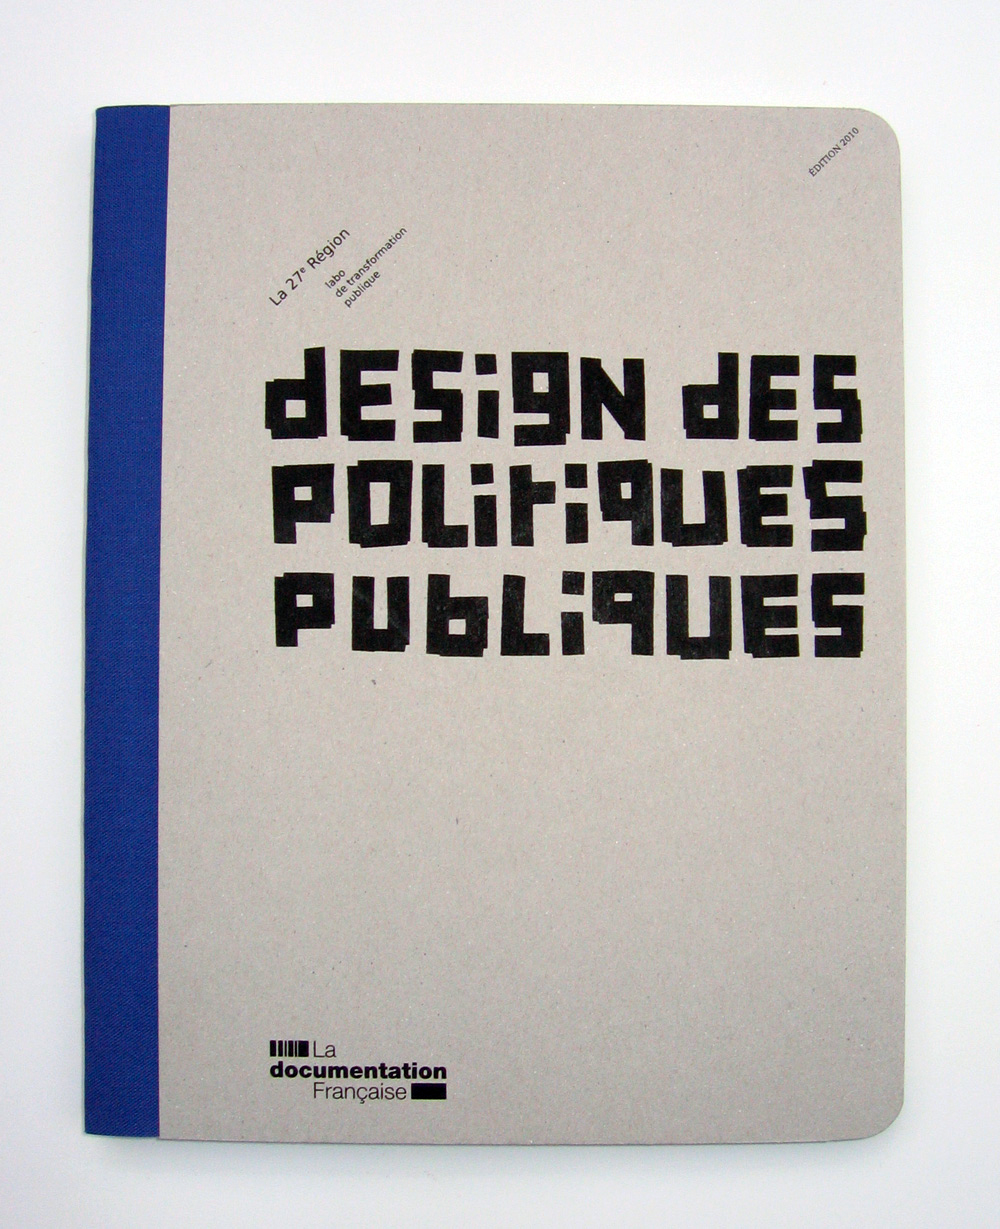 ÉDITION 2010
La 27e Région
labo
de transformation
publique
dESiGN dES
POLitiqUES
PUbLiqUES
La
documentation
Française